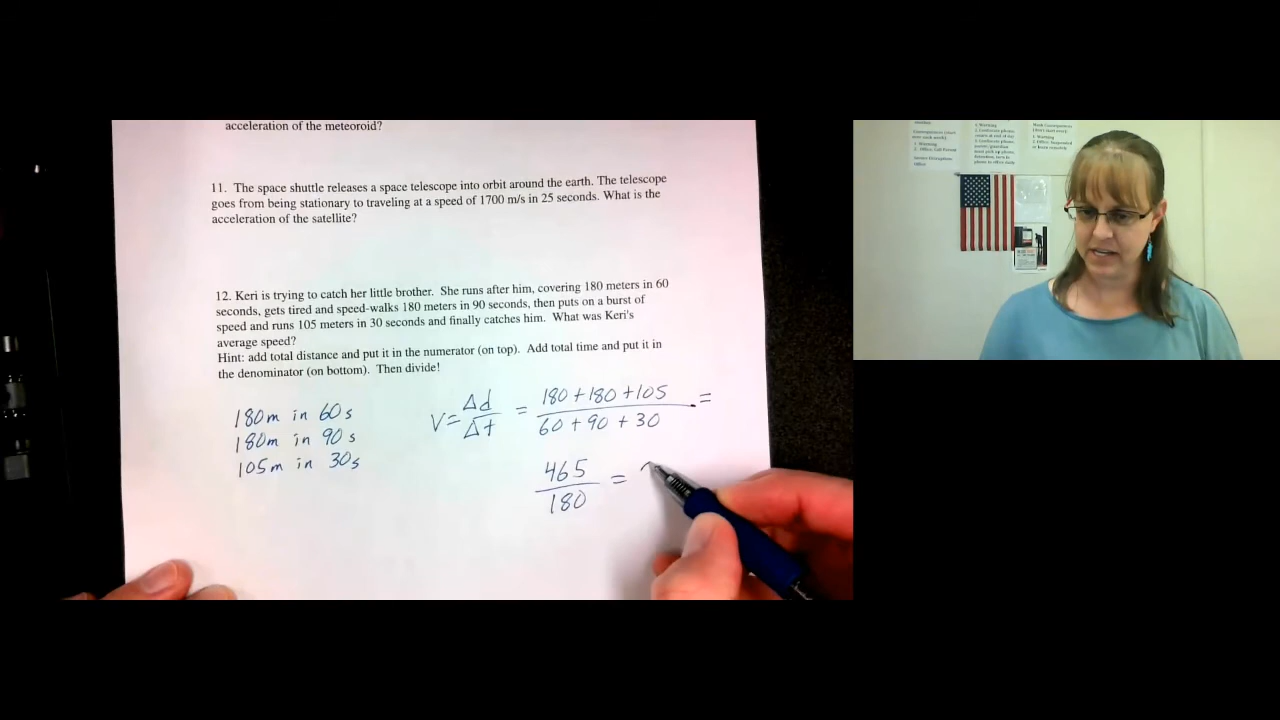 acceleration of the meteoroid?
11. The space shuttle releases a space telescope into orbit around the earth. The telescope
goes from being stationary to traveling at a speed of 1700 m/s in 25 seconds. What is the
acceleration of the satellite?
12. Keri is trying to catch her little brother. She runs after him, covering 180 meters in 60
seconds, gets tired and speed-walks 180 meters in 90 seconds, then puts on a burst of
speed and runs 105 meters in 30 seconds and finally catches him. What was Keri's
average speed?
Hint: add total distance and put it in the numerator (on top). Add total time and put it in
the denominator (on bottom). Then divide!
180m in 60s
180m in 90s
105m in 30s
V = Δd/Δt = 180+180+105 / 60+90+30 =
465/180 =
1. Warning
1. Warning